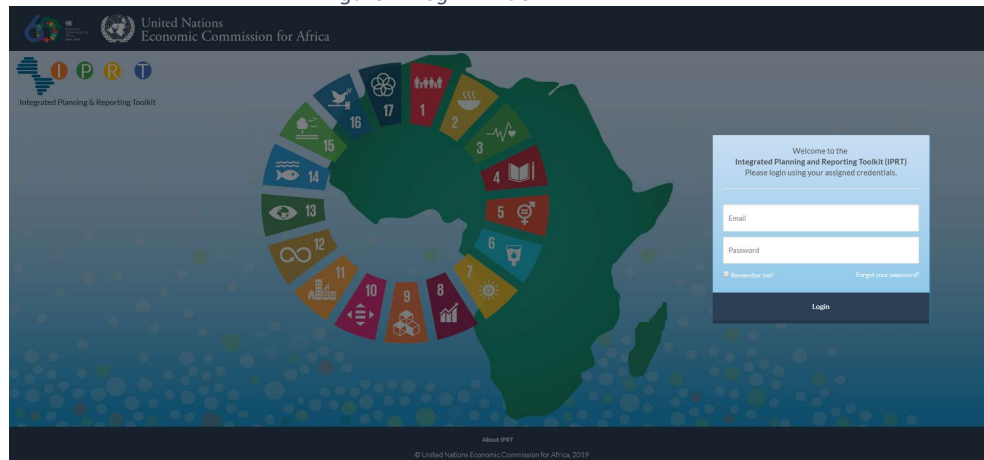 United Nations
Economic Commission for Africa
I P R T
Integrated Planning & Reporting Toolkit
1
2
3
4
5
6
7
8
9
10
11
12
13
14
15
16
17
Welcome to the
Integrated Planning and Reporting Toolkit (IPRT)
Please login using your assigned credentials.
Email
Password
Remember me? Forgot your password?
Login
About IPRT
© United Nations Economic Commission for Africa, 2019